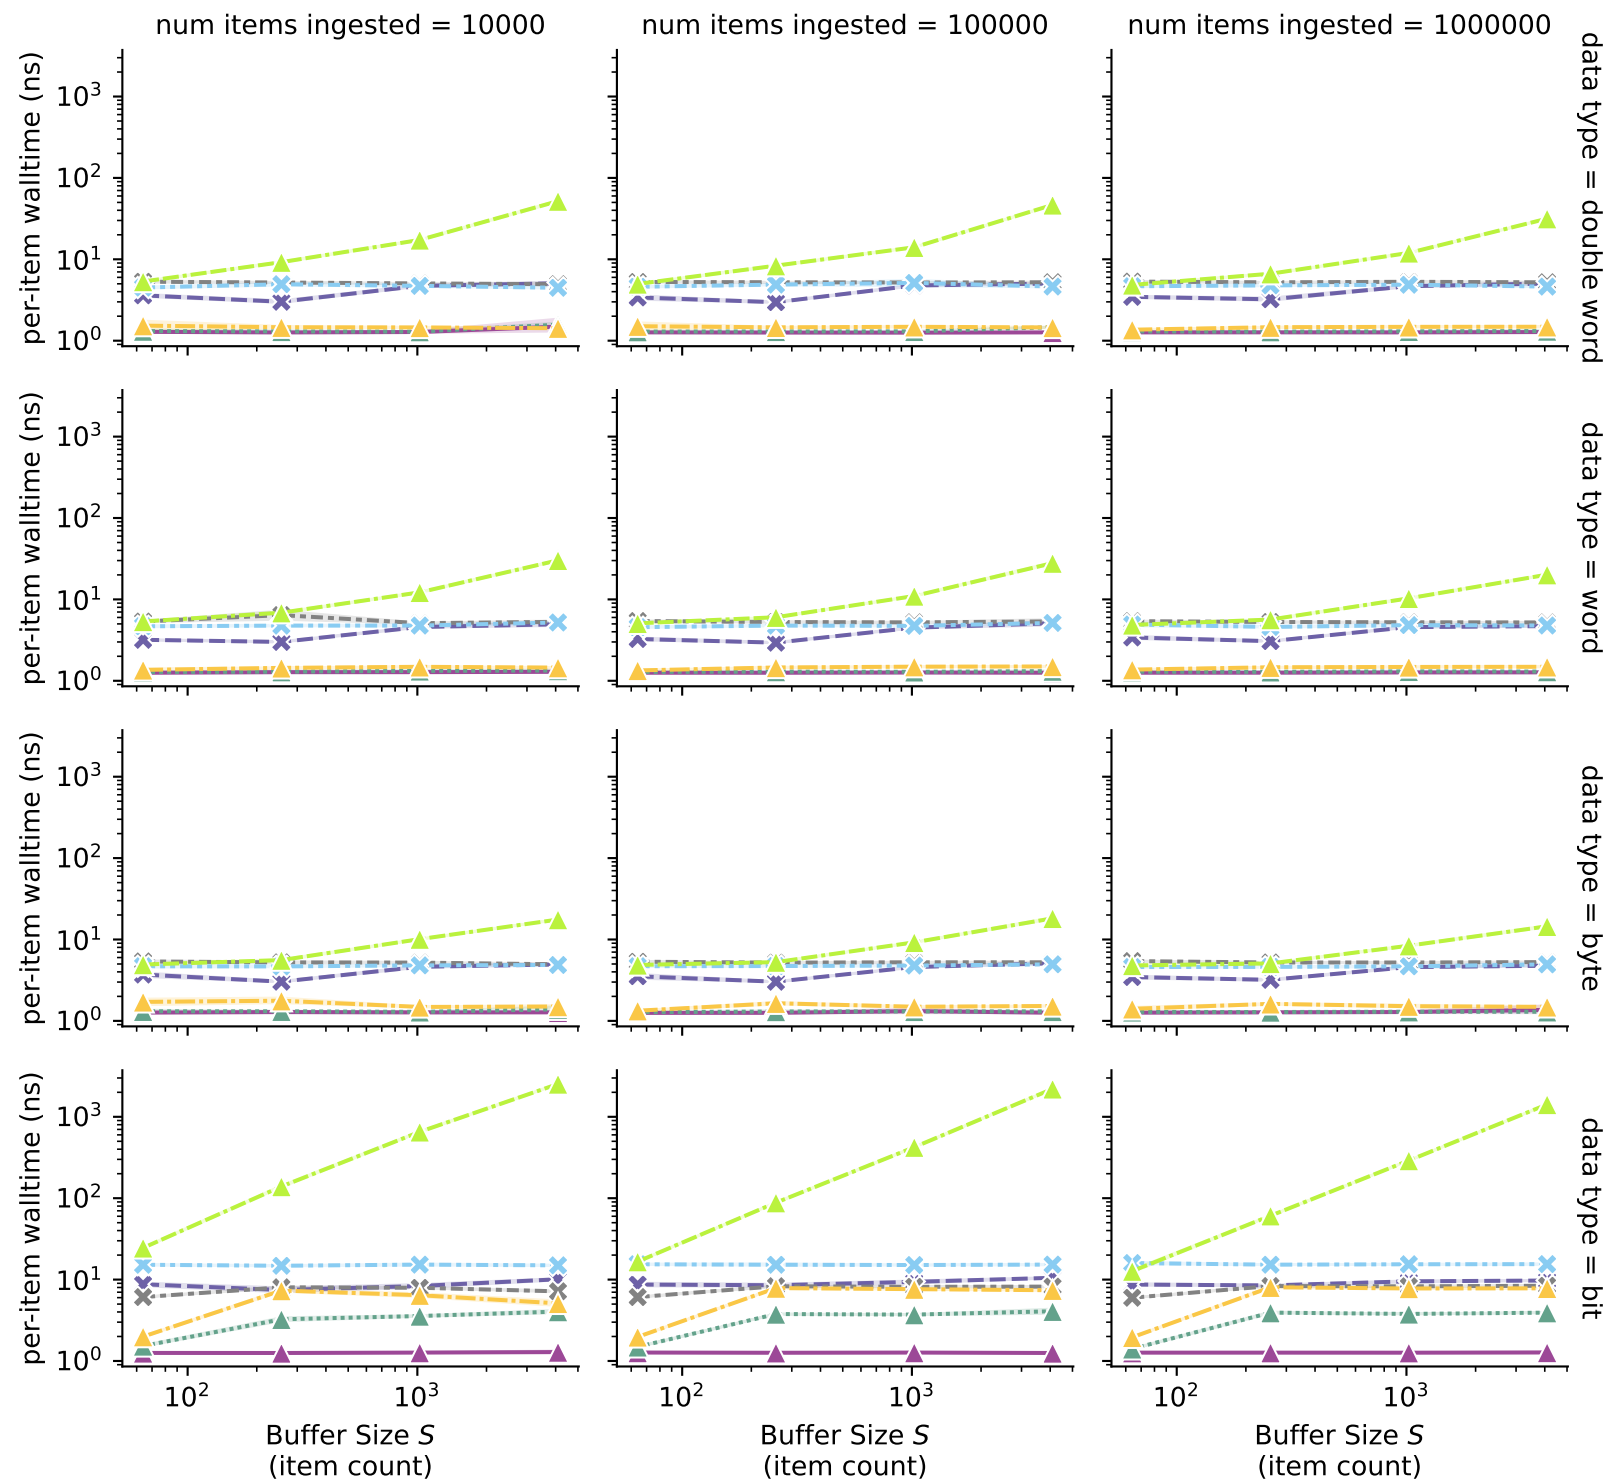 num items ingested = 10000
num items ingested = 100000
num items ingested = 1000000
per-item walltime (ns)
10³
10²
10¹
10⁰
data type = double word
per-item walltime (ns)
10³
10²
10¹
10⁰
data type = word
per-item walltime (ns)
10³
10²
10¹
10⁰
data type = byte
per-item walltime (ns)
10³
10²
10¹
10⁰
data type = bit
10² 10³
10² 10³
10² 10³
Buffer Size S
(item count)
Buffer Size S
(item count)
Buffer Size S
(item count)